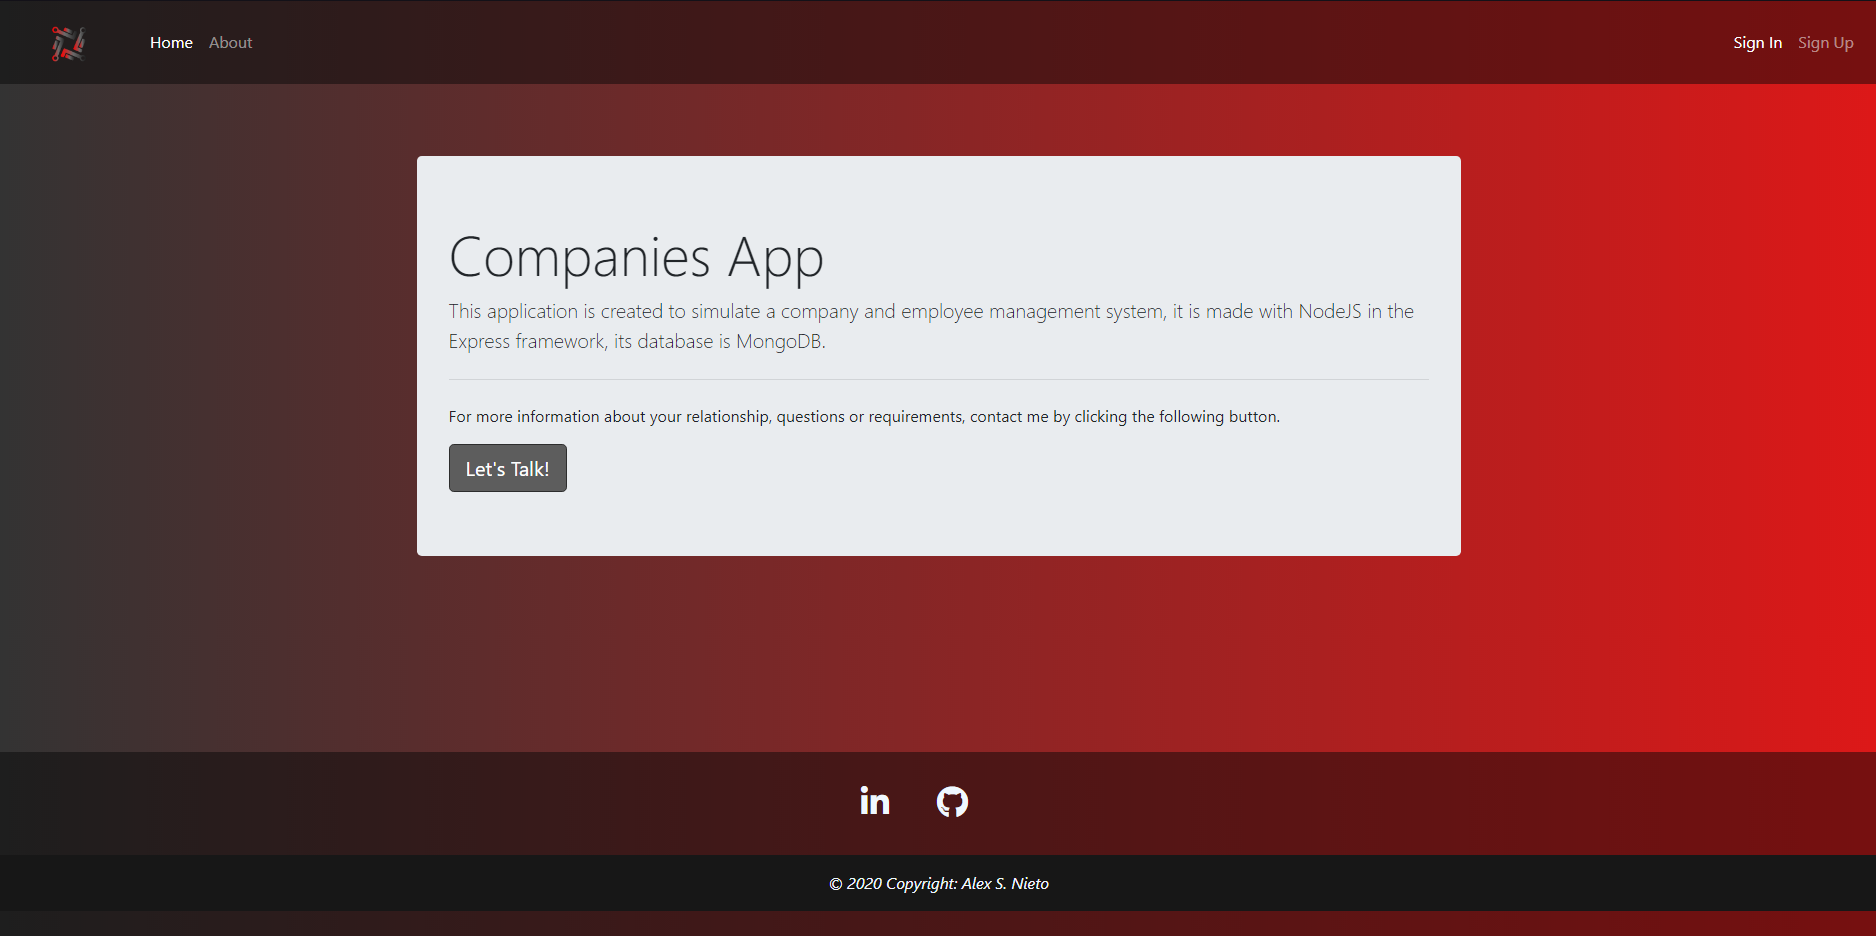 Home About Sign In Sign Up
Companies App
This application is created to simulate a company and employee management system, it is made with NodeJS in the
Express framework, its database is MongoDB.
For more information about your relationship, questions or requirements, contact me by clicking the following button.
Let's Talk!
in
© 2020 Copyright: Alex S. Nieto